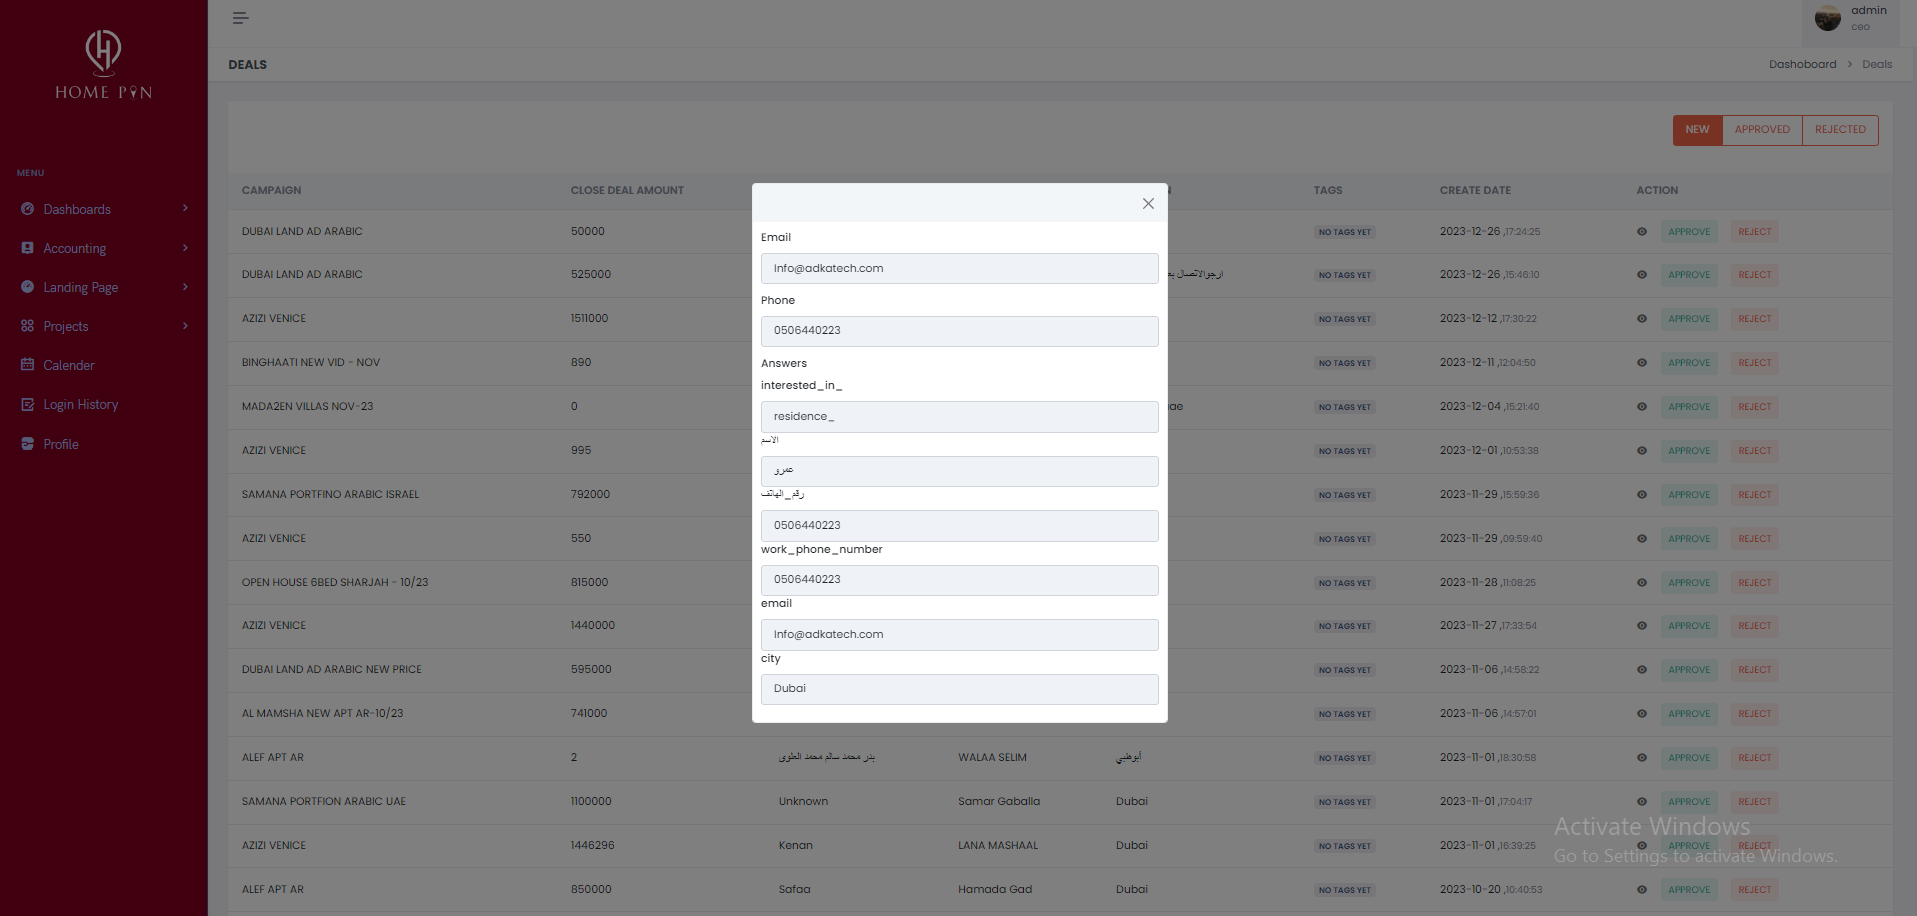 HOME PIN
admin
ceo
DEALS
Dashoboard > Deals
NEW APPROVED REJECTED
MENU
Dashboards
Accounting
Landing Page
Projects
Calender
Login History
Profile
CAMPAIGN CLOSE DEAL AMOUNT TAGS CREATE DATE ACTION
DUBAI LAND AD ARABIC 50000 NO TAGS YET 2023-12-26 ,17:24:25 APPROVE REJECT
DUBAI LAND AD ARABIC 525000 ارجوالاتصال NO TAGS YET 2023-12-26 ,15:46:10 APPROVE REJECT
AZIZI VENICE 1511000 NO TAGS YET 2023-12-12 ,17:30:22 APPROVE REJECT
BINGHAATI NEW VID - NOV 890 NO TAGS YET 2023-12-11 ,12:04:50 APPROVE REJECT
MADA2EN VILLAS NOV-23 0 NO TAGS YET 2023-12-04 ,15:21:40 APPROVE REJECT
AZIZI VENICE 995 NO TAGS YET 2023-12-01 ,10:53:38 APPROVE REJECT
SAMANA PORTFINO ARABIC ISRAEL 792000 NO TAGS YET 2023-11-29 ,15:59:36 APPROVE REJECT
AZIZI VENICE 550 NO TAGS YET 2023-11-29 ,09:59:40 APPROVE REJECT
OPEN HOUSE 6BED SHARJAH - 10/23 815000 NO TAGS YET 2023-11-28 ,11:08:25 APPROVE REJECT
AZIZI VENICE 1440000 NO TAGS YET 2023-11-27 ,17:33:54 APPROVE REJECT
DUBAI LAND AD ARABIC NEW PRICE 595000 NO TAGS YET 2023-11-06 ,14:58:22 APPROVE REJECT
AL MAMSHA NEW APT AR-10/23 741000 NO TAGS YET 2023-11-06 ,14:57:01 APPROVE REJECT
ALEF APT AR 2 بدر محمد سالم محمد العلوى WALAA SELIM أبوظبي NO TAGS YET 2023-11-01 ,18:30:58 APPROVE REJECT
SAMANA PORTFION ARABIC UAE 1100000 Unknown Samar Gaballa Dubai NO TAGS YET 2023-11-01 ,17:04:17 APPROVE REJECT
AZIZI VENICE 1446296 Kenan LANA MASHAAL Dubai NO TAGS YET 2023-11-01 ,16:39:25 APPROVE REJECT
ALEF APT AR 850000 Safaa Hamada Gad Dubai NO TAGS YET 2023-10-20 ,10:40:53 APPROVE REJECT
Email
Info@adkatech.com
Phone
0506440223
Answers
interested_in_
residence_
الاسم
عمرو
رقم_الهاتف
0506440223
work_phone_number
0506440223
email
Info@adkatech.com
city
Dubai
Activate Windows
Go to Settings to activate Windows.